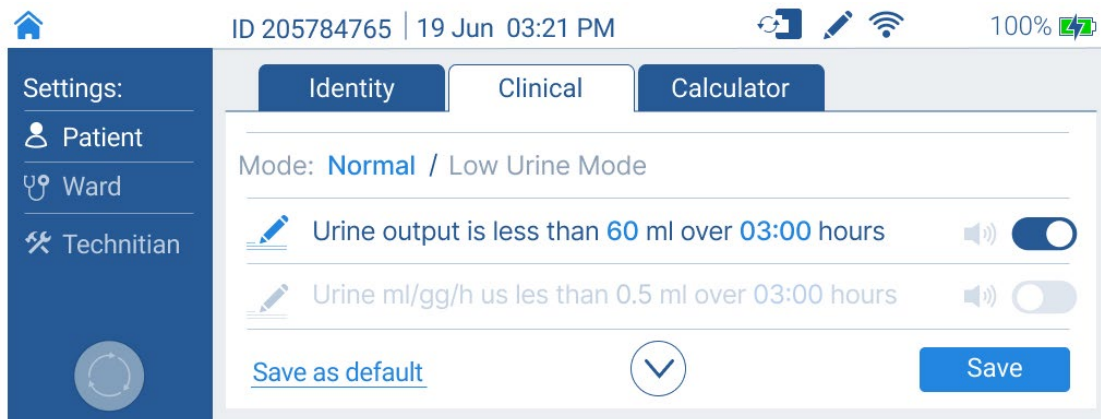 ID 205784765 19 Jun 03:21 PM 100%
Settings:
Patient
Ward
Technitian
Identity Clinical Calculator
Mode: Normal / Low Urine Mode
Urine output is less than 60 ml over 03:00 hours
Urine ml/gg/h us les than 0.5 ml over 03:00 hours
Save as default
Save